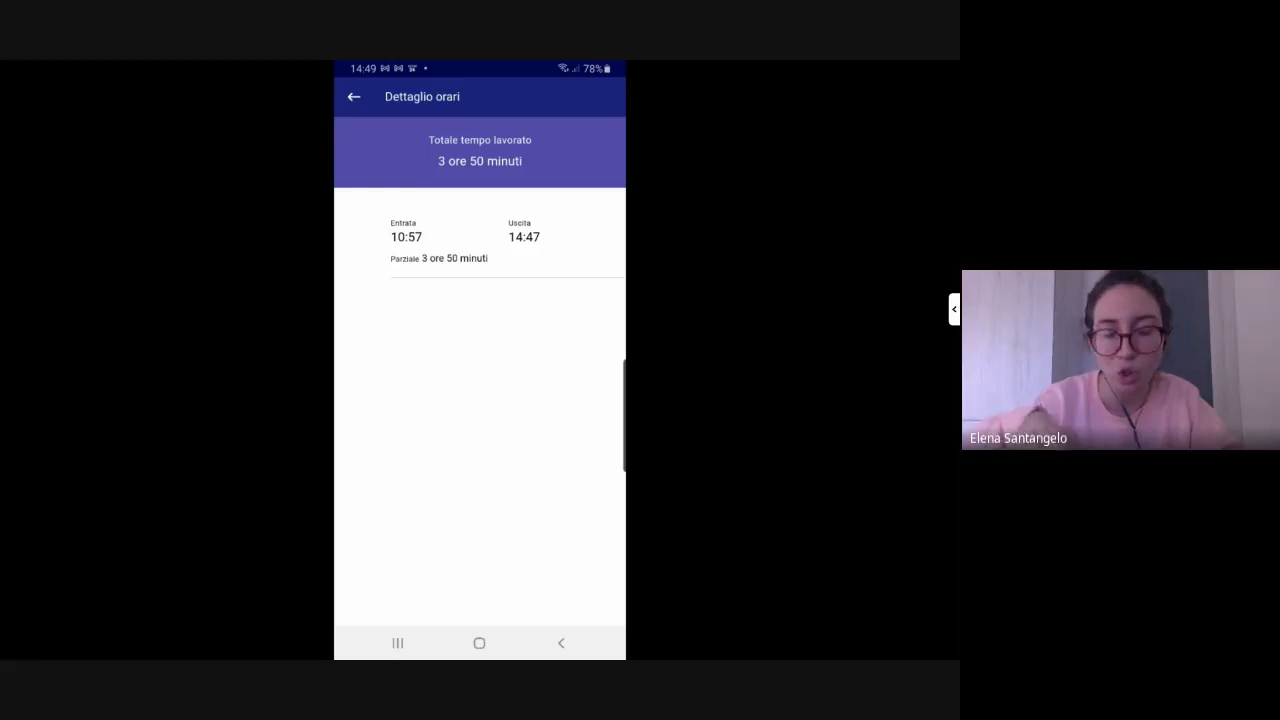 14:49
78%
Dettaglio orari
Totale tempo lavorato
3 ore 50 minuti
Entrata
Uscita
10:57
14:47
Parziale 3 ore 50 minuti
Elena Santangelo